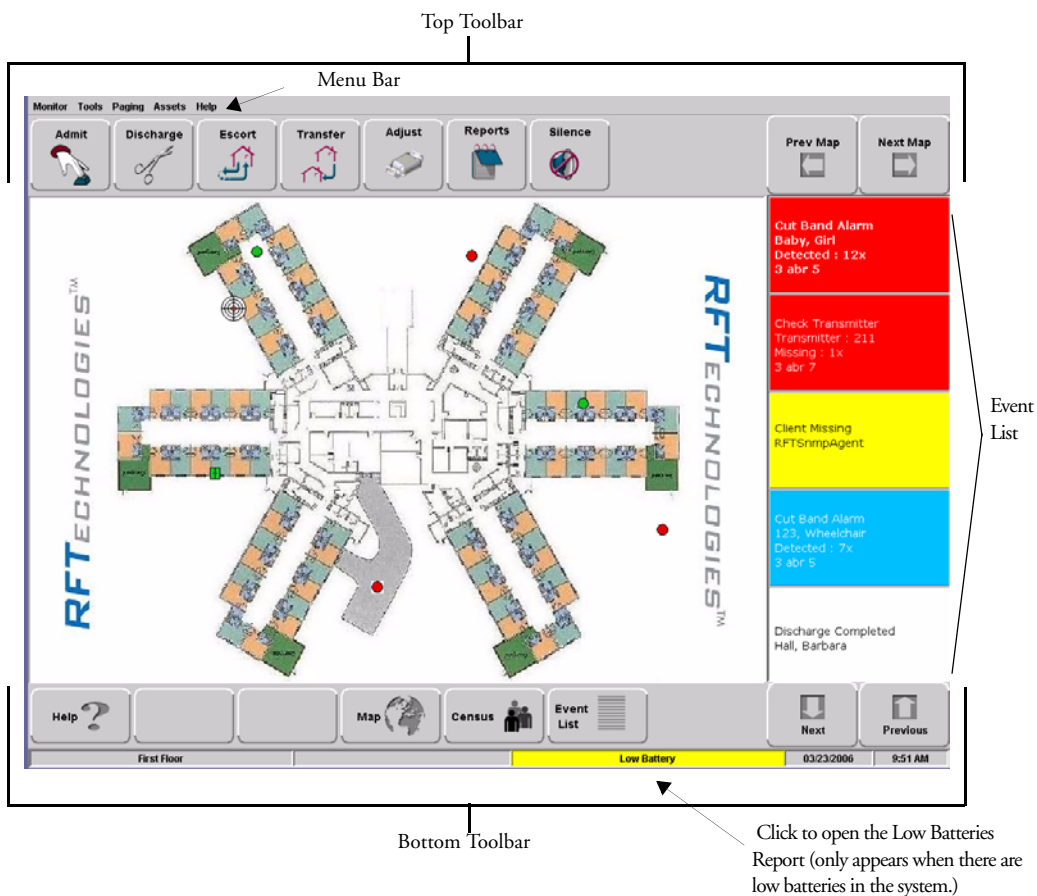 Top Toolbar
Menu Bar
Monitor Tools Paging Assets Help
Admit
Discharge
Escort
Transfer
Adjust
Reports
Silence
Prev Map
Next Map
RFTECHNOLOGIES™
RFTECHNOLOGIES™
Cut Band Alarm
Baby, Girl
Detected : 12x
3 abr 5
Check Transmitter
Transmitter : 211
Missing : 1x
3 abr 7
Client Missing
RFTSnmpAgent
Cut Band Alarm
123, Wheelchair
Detected : 7x
3 abr 5
Discharge Completed
Hall, Barbara
Event
List
Help
Map
Census
Event
List
Next
Previous
First Floor
Low Battery
03/23/2006
9:51 AM
Bottom Toolbar
Click to open the Low Batteries
Report (only appears when there are
low batteries in the system.)